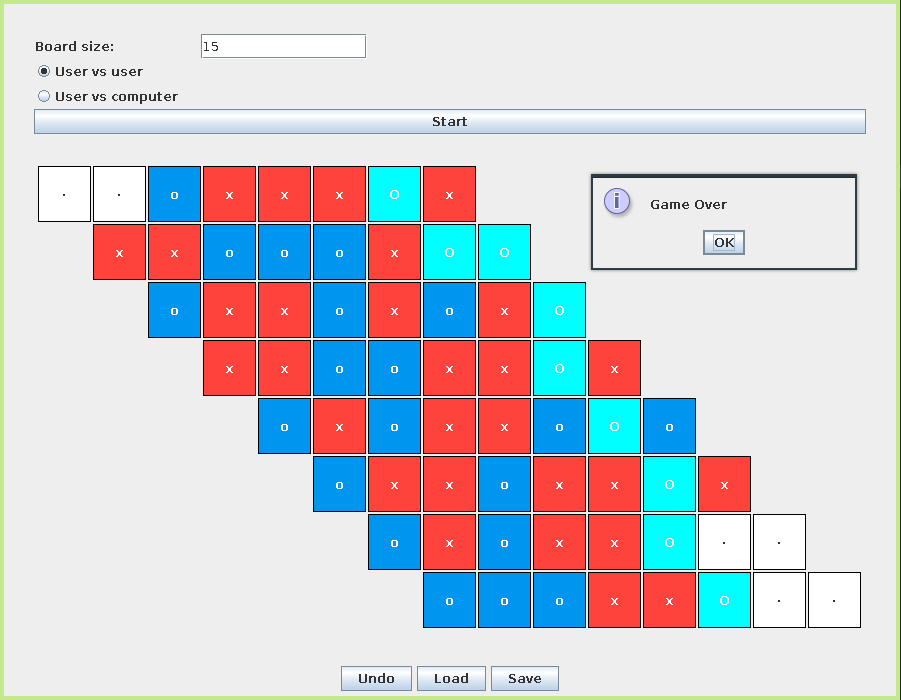 Board size: 15
User vs user
User vs computer
Start
. . o x x x O x
x x o o o x O O
o x x o x o x O
x x o o x x O x
o x o x x o O o
o x x o x x O x
o x o x x O . .
o o o x x O . .
Game Over
OK
Undo Load Save